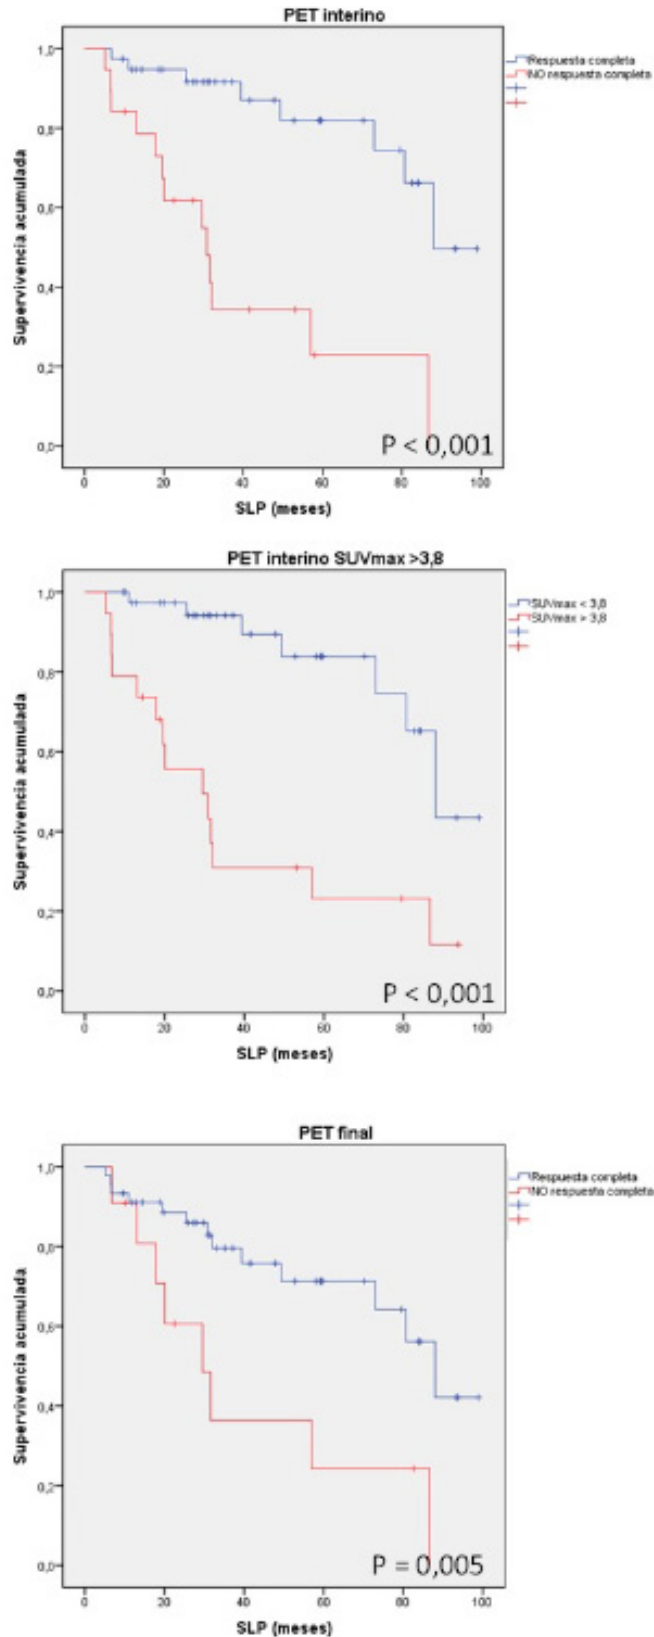 PET interino
Supervivencia acumulada
1,0
0,8
0,6
0,4
0,2
0,0
0 20 40 60 80 100
SLP (meses)
P < 0,001
Respuesta completa
NO respuesta completa
PET interino SUVmax >3,8
Supervivencia acumulada
1,0
0,8
0,6
0,4
0,2
0,0
0 20 40 60 80 100
SLP (meses)
P < 0,001
SUVmax < 3,8
SUVmax > 3,8
PET final
Supervivencia acumulada
1,0
0,8
0,6
0,4
0,2
0,0
0 20 40 60 80 100
SLP (meses)
P = 0,005
Respuesta completa
NO respuesta completa